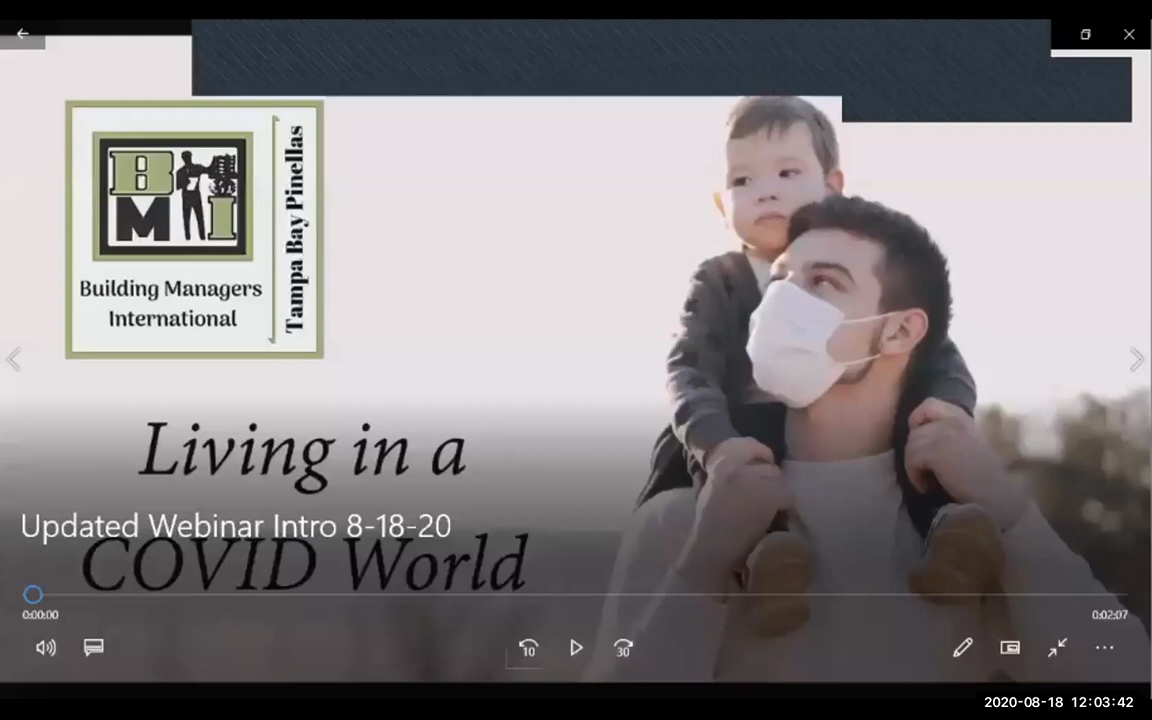 B
M I
Building Managers
International
Tampa Bay Pinellas
Living in a
Updated Webinar Intro 8-18-20
COVID World
0:00:00
0:02:07
10
30
2020-08-18 12:03:42